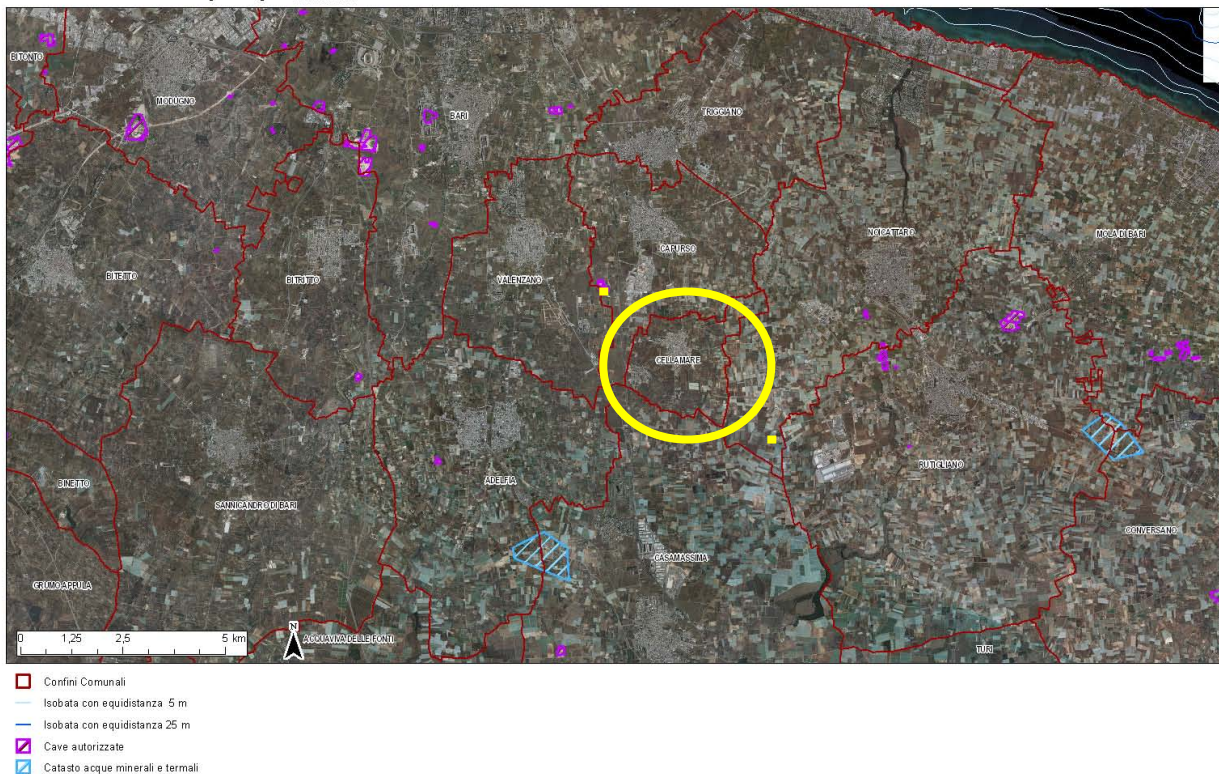 BITONTO
MODUGNO
BARI
TRIGGIANO
BITETTO
BITRITTO
VALENZANO
CAPURSO
NOICATTARO
MOLA DI BARI
CELLAMARE
BINETTO
SANNICANDRO DI BARI
ADELFIA
RUTIGLIANO
GRUMO APPULA
CASAMASSIMA
CONVERSANO
ACQUAVIVA DELLE FONTI
TURI
N
0 1,25 2,5 5 km
Confini Comunali
Isobata con equidistanza 5 m
Isobata con equidistanza 25 m
Cave autorizzate
Catasto acque minerali e termali